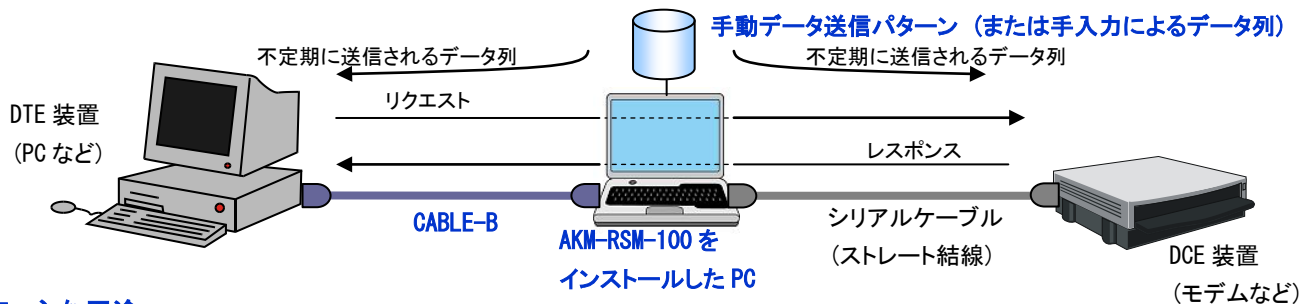 手動データ送信パターン（または手入力によるデータ列）
不定期に送信されるデータ列
不定期に送信されるデータ列
リクエスト
DTE 装置
（PC など）
レスポンス
CABLE-B
AKM-RSM-100 を
インストールした PC
シリアルケーブル
（ストレート結線）
DCE 装置
（モデムなど）